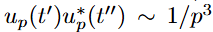 u_p(t′)u_p^*(t″) ∼ 1/p^3